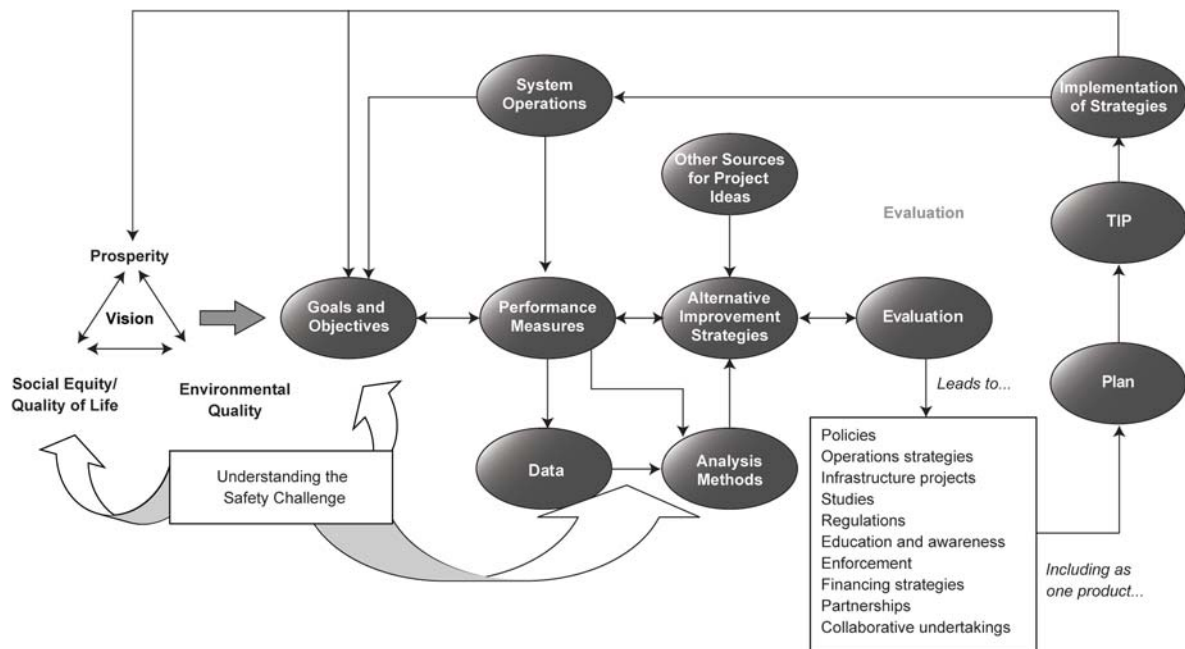 System
Operations
Implementation
of Strategies
Other Sources
for Project
Ideas
Evaluation
TIP
Prosperity
Vision
Social Equity/
Quality of Life
Environmental
Quality
Goals and
Objectives
Performance
Measures
Alternative
Improvement
Strategies
Evaluation
Leads to...
Plan
Understanding the
Safety Challenge
Data
Analysis
Methods
Policies
Operations strategies
Infrastructure projects
Studies
Regulations
Education and awareness
Enforcement
Financing strategies
Partnerships
Collaborative undertakings
Including as
one product...